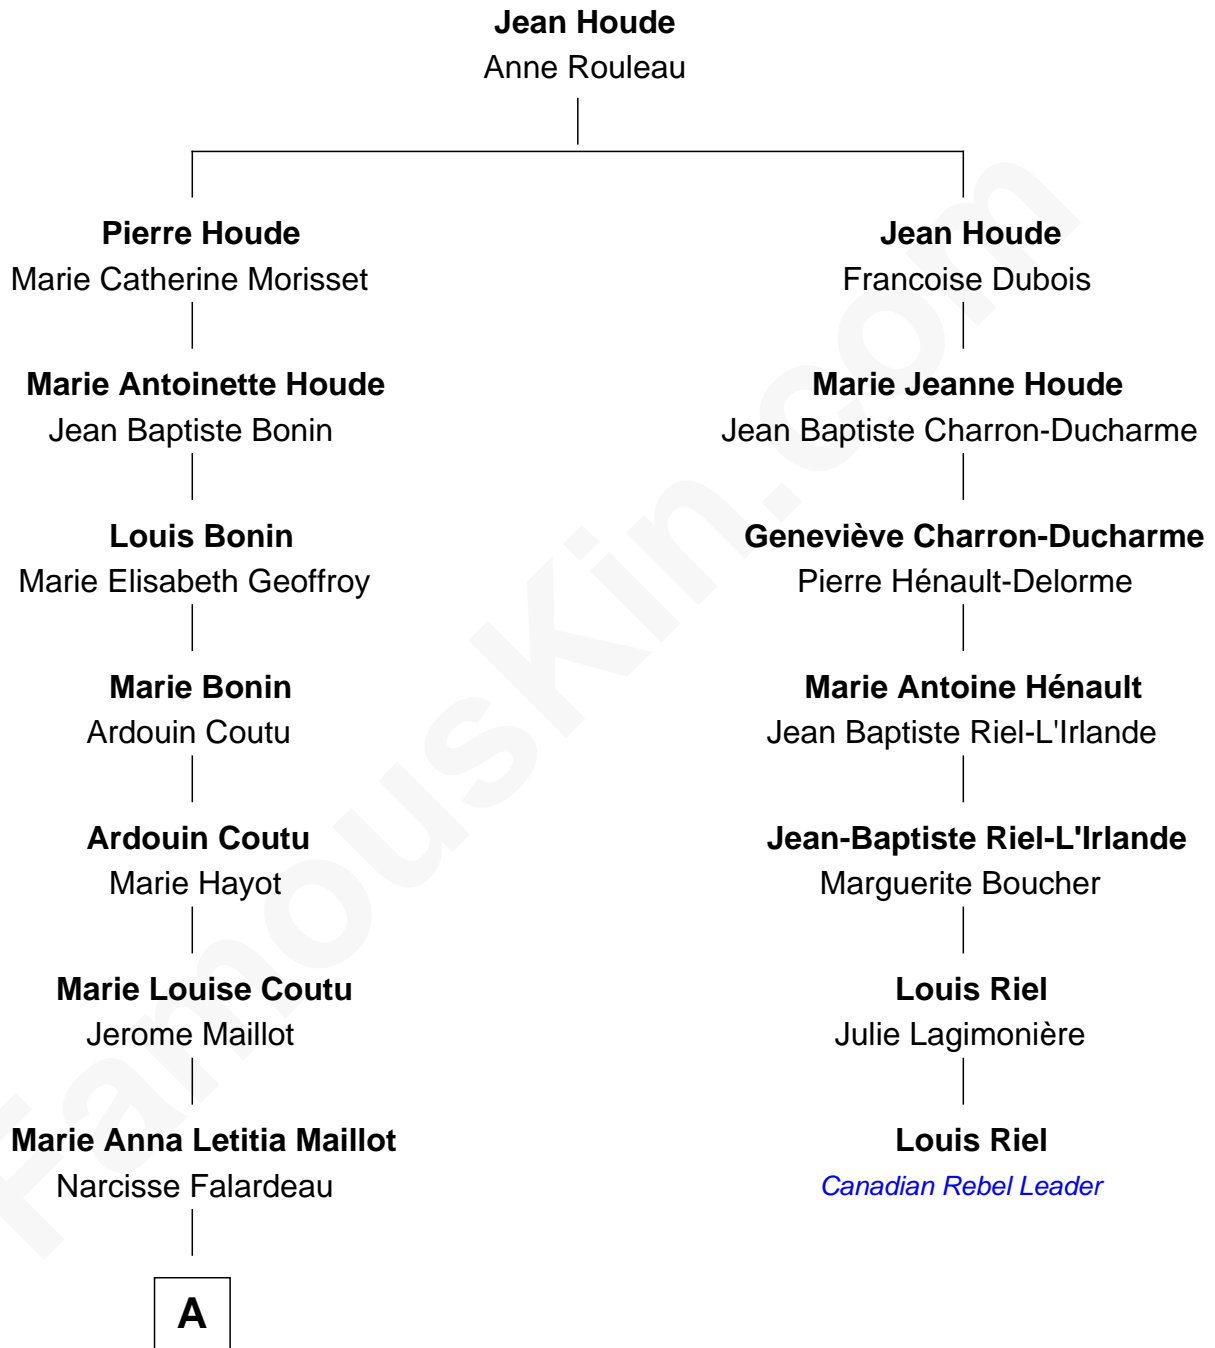 Jean Houde
Anne Rouleau
Pierre Houde
Marie Catherine Morisset
Jean Houde
Francoise Dubois
Marie Antoinette Houde
Jean Baptiste Bonin
Marie Jeanne Houde
Jean Baptiste Charron-Ducharme
Louis Bonin
Marie Elisabeth Geoffroy
Geneviève Charron-Ducharme
Pierre Hénault-Delorme
Marie Bonin
Ardouin Coutu
Marie Antoine Hénault
Jean Baptiste Riel-L'Irlande
Ardouin Coutu
Marie Hayot
Jean-Baptiste Riel-L'Irlande
Marguerite Boucher
Marie Louise Coutu
Jerome Maillot
Louis Riel
Julie Lagimonière
Marie Anna Letitia Maillot
Narcisse Falardeau
Louis Riel
Canadian Rebel Leader
A
FamousKin.com